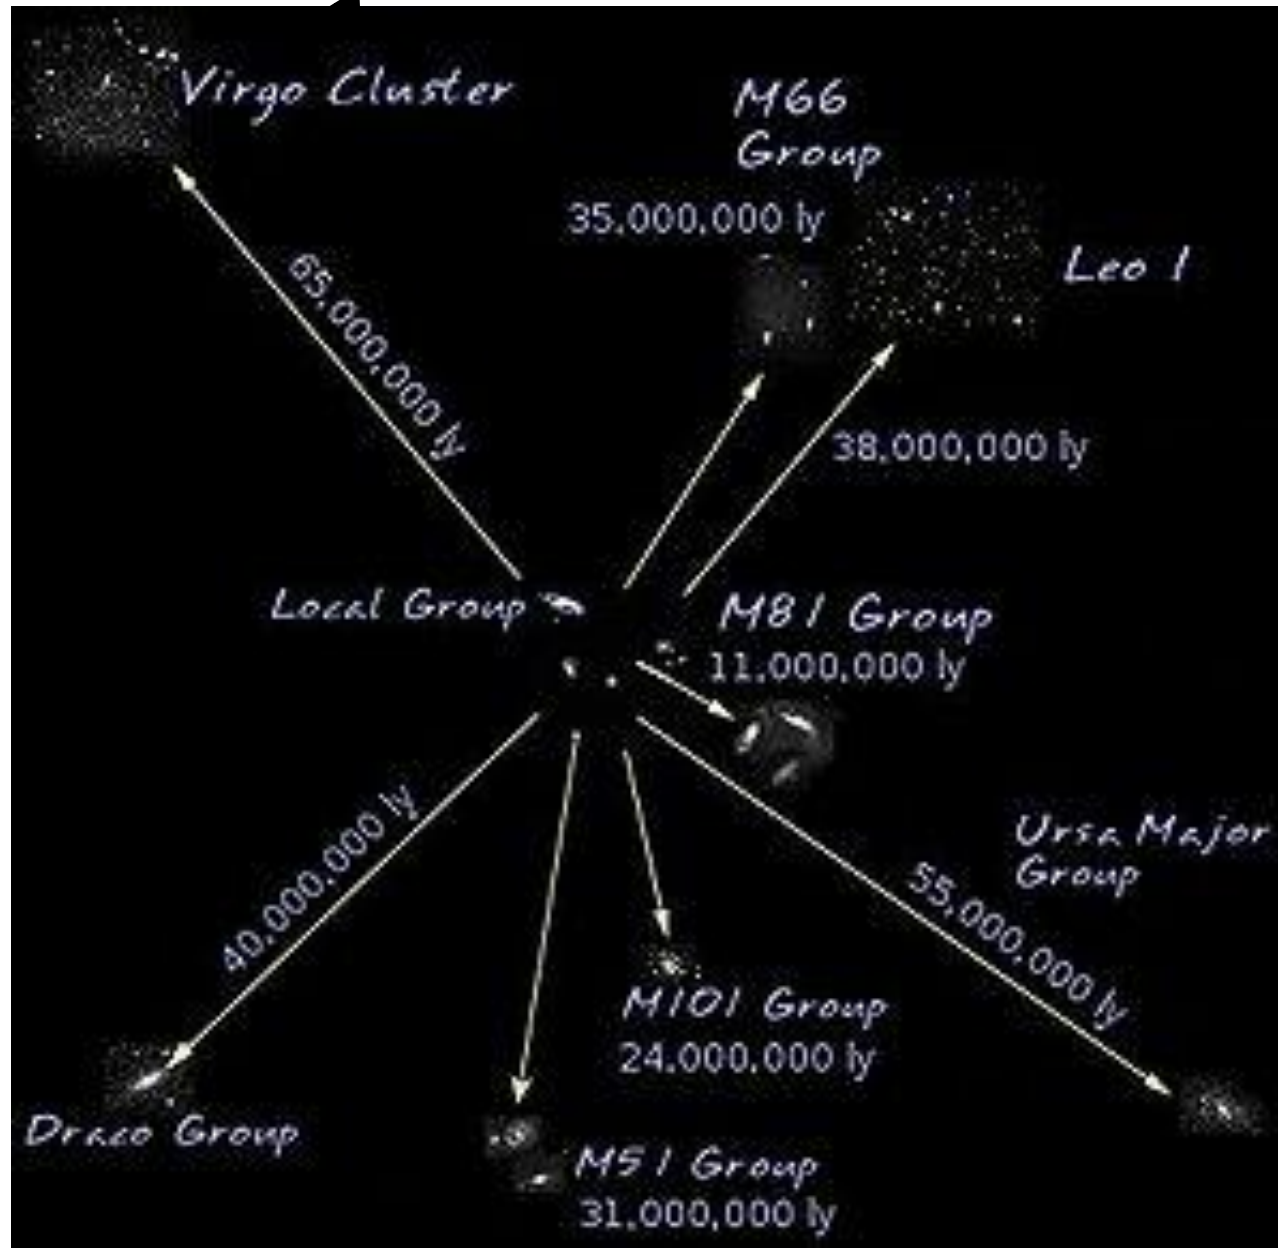 Virgo Cluster
M66
Group
35,000,000 ly
Leo 1
65,000,000 ly
38,000,000 ly
Local Group
M81 Group
11,000,000 ly
40,000,000 ly
Ursa Major
Group
55,000,000 ly
M101 Group
24,000,000 ly
Draco Group
M51 Group
31,000,000 ly